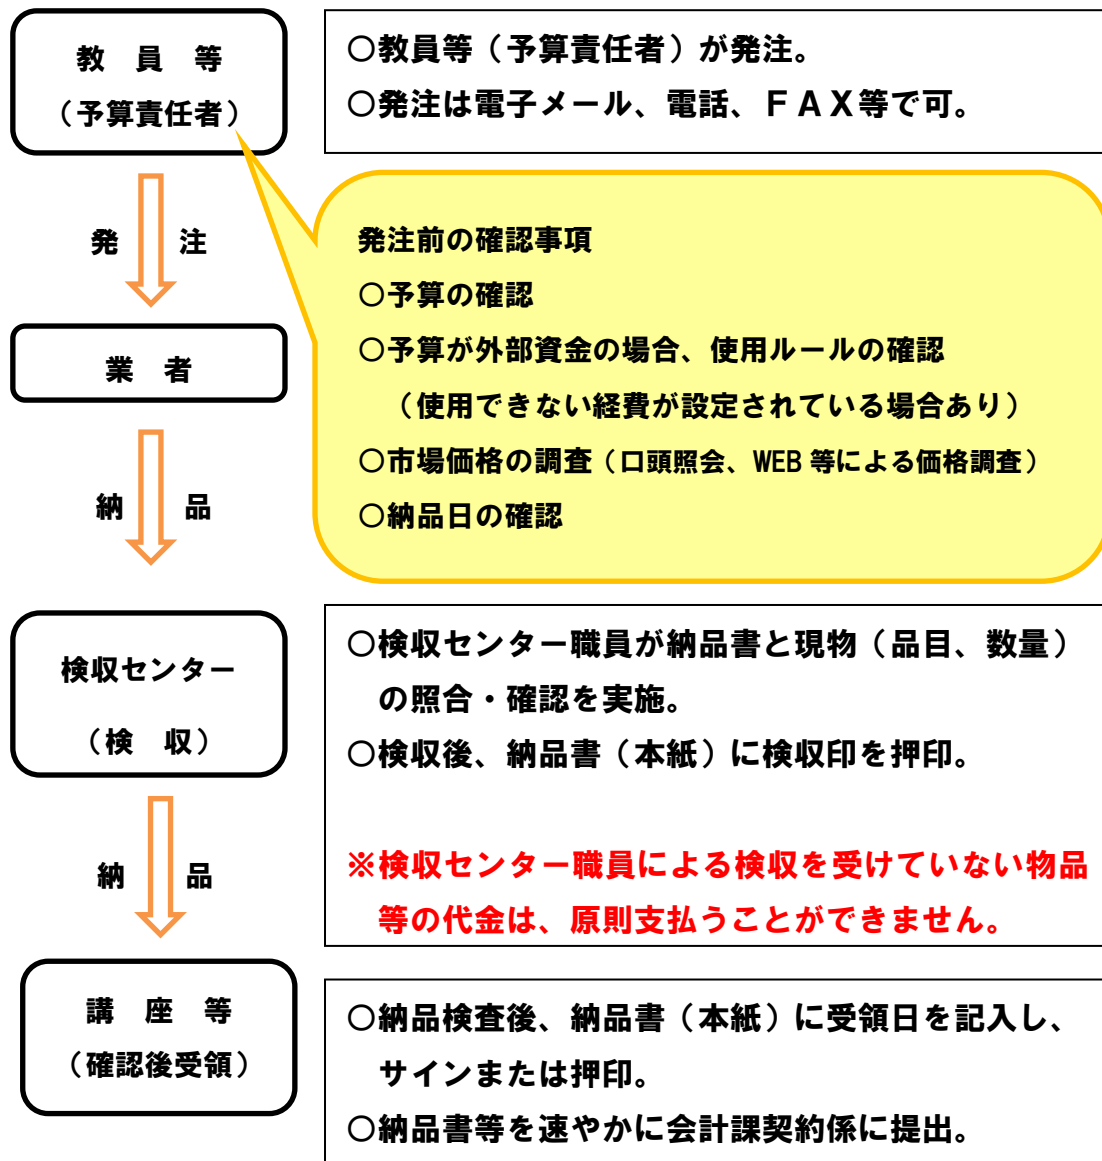 教　員　等
（予算責任者）
〇教員等（予算責任者）が発注。
〇発注は電子メール、電話、ＦＡＸ等で可。
発　注
発注前の確認事項
〇予算の確認
〇予算が外部資金の場合、使用ルールの確認
（使用できない経費が設定されている場合あり）
〇市場価格の調査（口頭照会、WEB 等による価格調査）
〇納品日の確認
業　者
納　品
検収センター
（検　収）
〇検収センター職員が納品書と現物（品目、数量）
の照合・確認を実施。
〇検収後、納品書（本紙）に検収印を押印。
※検収センター職員による検収を受けていない物品
等の代金は、原則支払うことができません。
納　品
講　座　等
（確認後受領）
〇納品検査後、納品書（本紙）に受領日を記入し、
サインまたは押印。
〇納品書等を速やかに会計課契約係に提出。